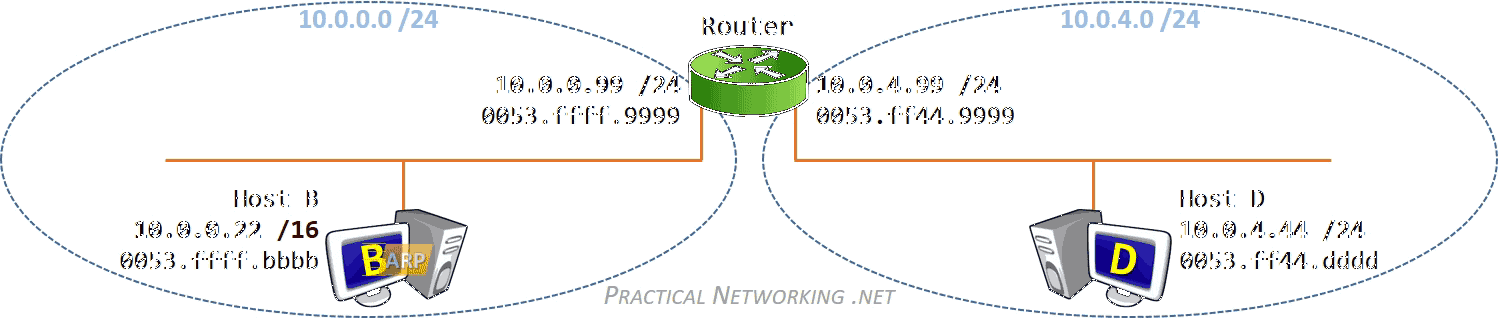 10.0.0.0 /24
10.0.4.0 /24
Router
10.0.0.99 /24
0053.ffff.9999
10.0.4.99 /24
0053.ff44.9999
Host B
10.0.0.22 /16
0053.ffff.bbbb
B
ARP
D
Host D
10.0.4.44 /24
0053.ff44.dddd
PRACTICAL NETWORKING .NET